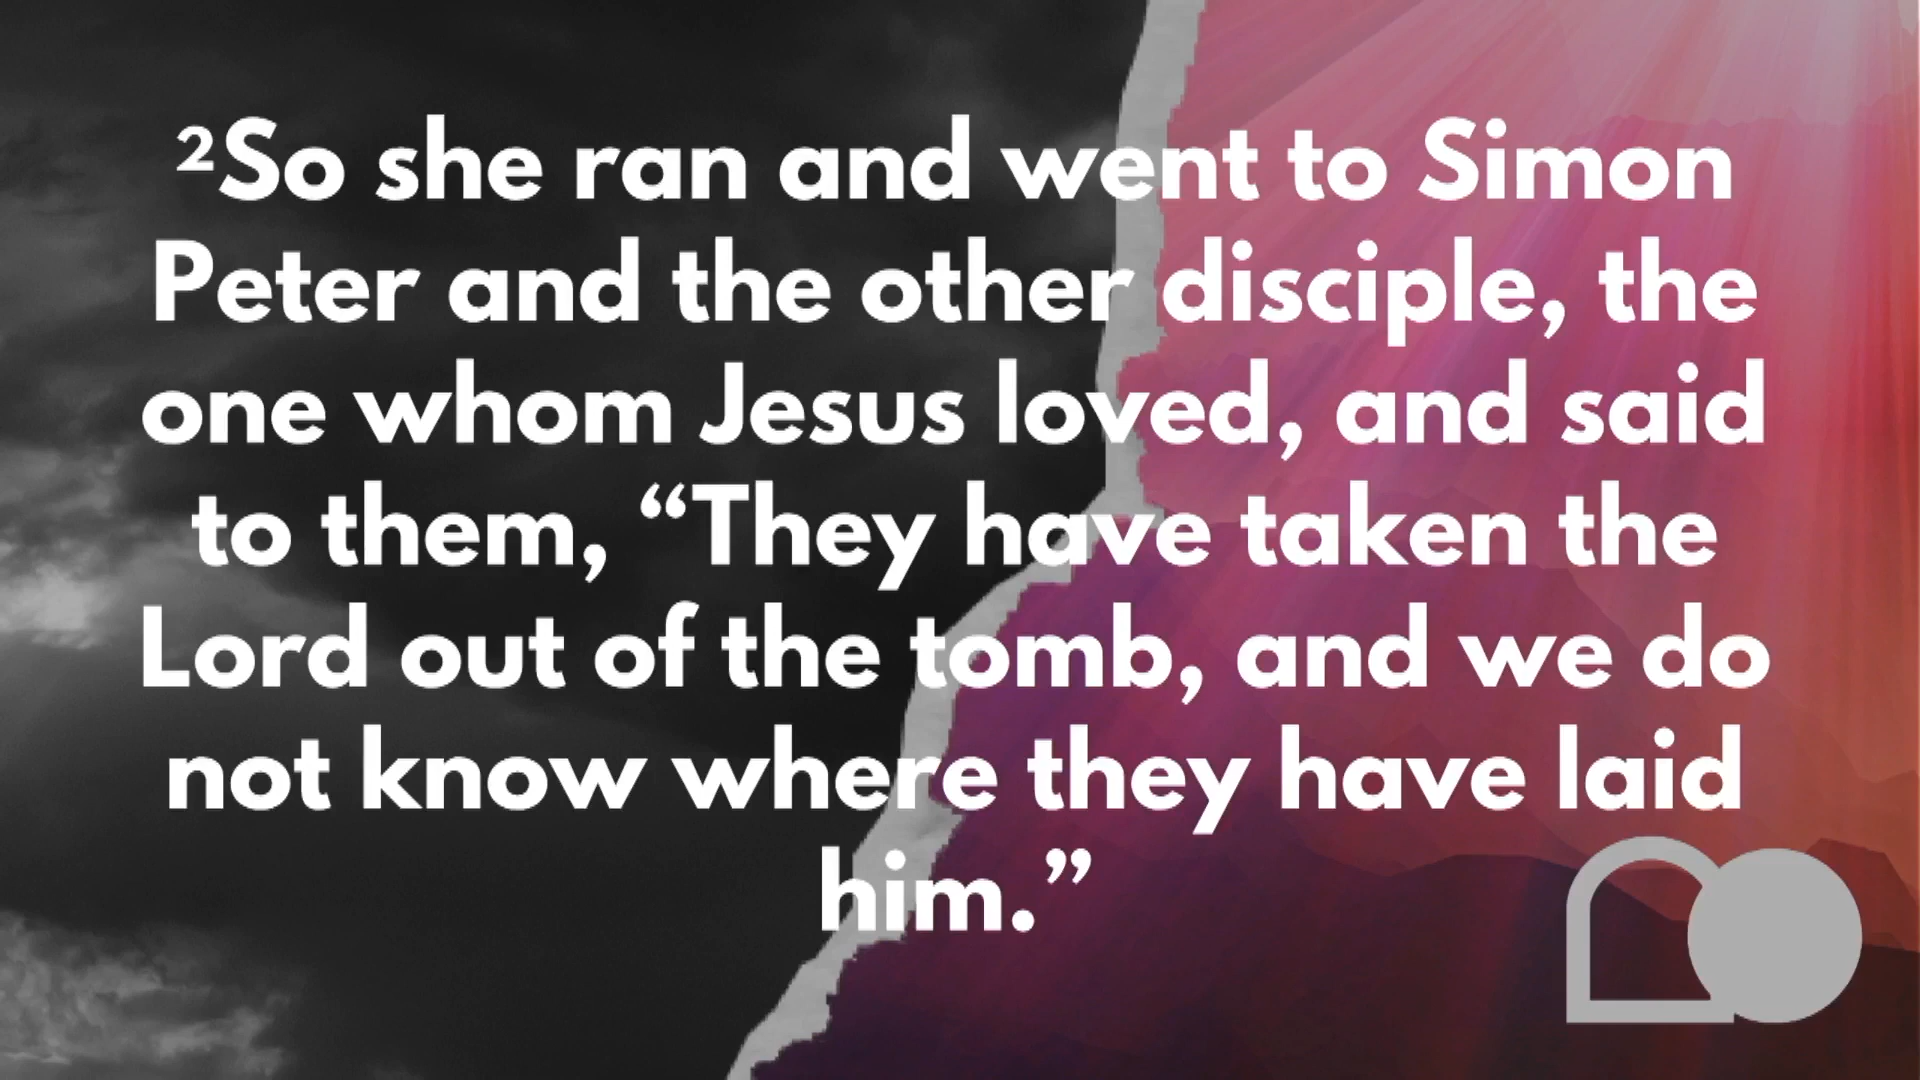 ²So she ran and went to Simon
Peter and the other disciple, the
one whom Jesus loved, and said
to them, “They have taken the
Lord out of the tomb, and we do
not know where they have laid
him.”